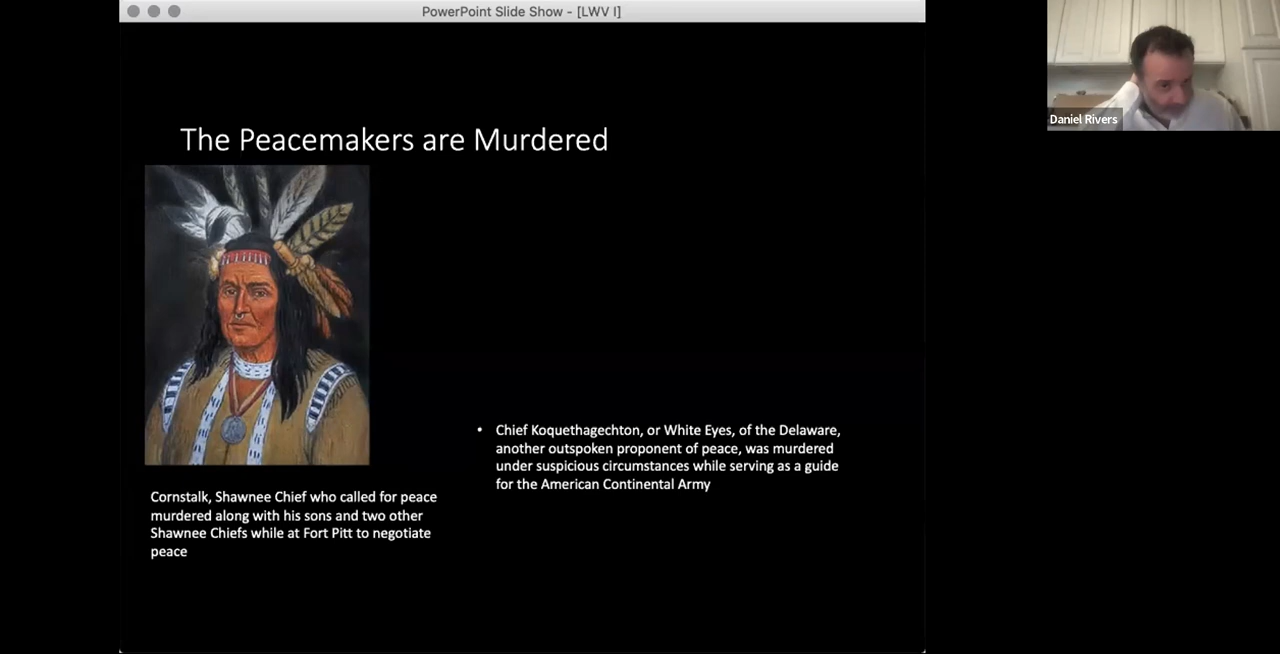 PowerPoint Slide Show - [LWV I]
Daniel Rivers
The Peacemakers are Murdered
Cornstalk, Shawnee Chief who called for peace
murdered along with his sons and two other
Shawnee Chiefs while at Fort Pitt to negotiate
peace
• Chief Koquethagechton, or White Eyes, of the Delaware,
another outspoken proponent of peace, was murdered
under suspicious circumstances while serving as a guide
for the American Continental Army